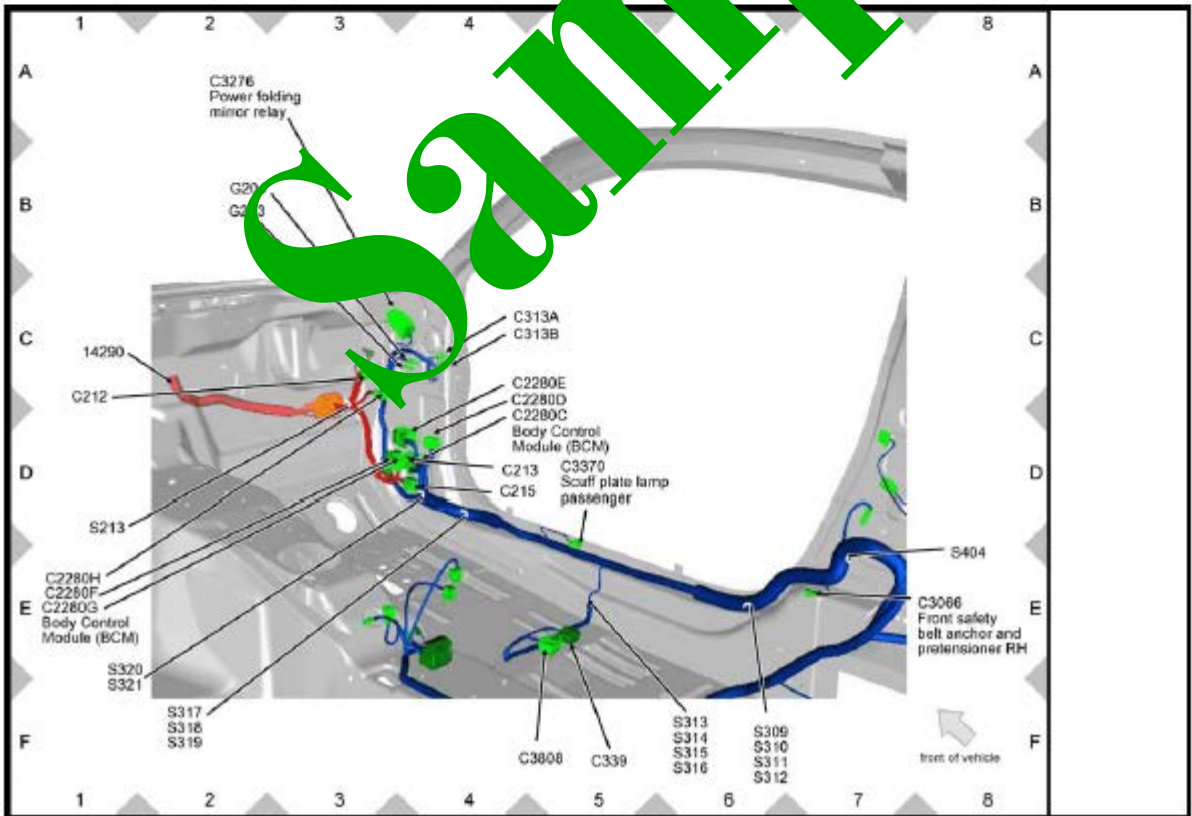 1 2 3 4 8
A A
C3276
Power folding
mirror relay
Sample
B B
C C
C313A
C313B
14290
C212
C2280E
C2280D
C2280C
Body Control
Module (BCM)
D D
C213
C215
C3370
Scuff plate lamp
passenger
S213
S404
C2280H
C2280F
C2280G
Body Control
Module (BCM)
E E
C3066
Front safety
belt anchor and
pretensioner RH
S320
S321
S317
S318
S319
S313
S314
S315
S316
S309
S310
S311
S312
C3808 C339
F F
front of vehicle
1 2 3 4 5 6 7 8